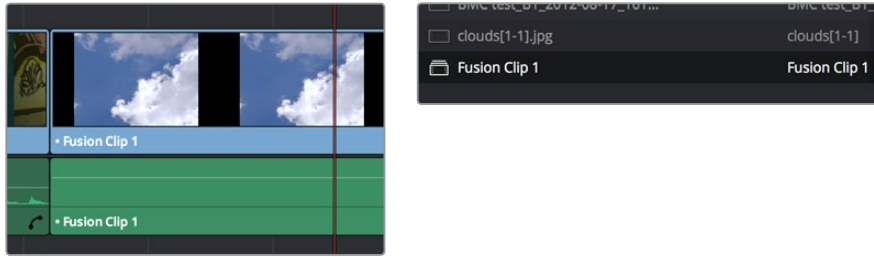 • Fusion Clip 1
• Fusion Clip 1
clouds[1-1].jpg clouds[1-1]
Fusion Clip 1 Fusion Clip 1